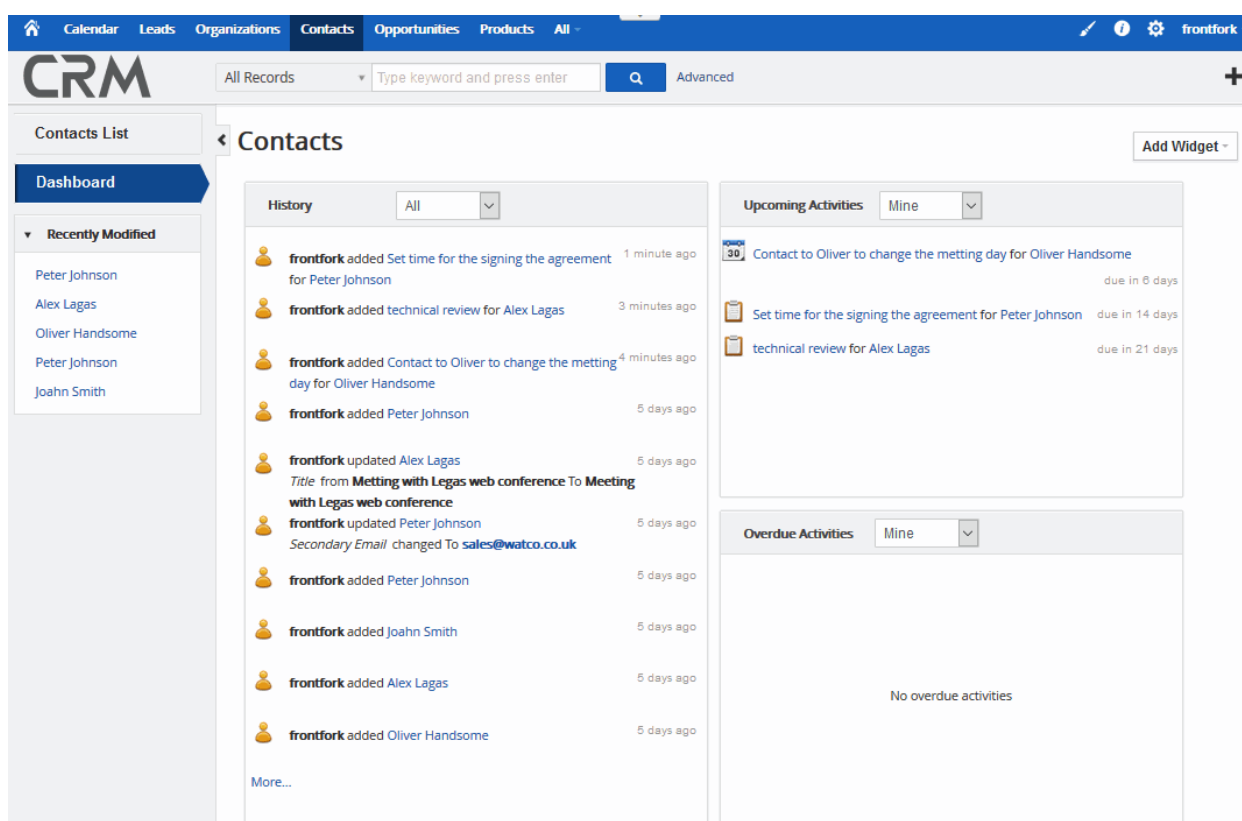 Calendar Leads Organizations Contacts Opportunities Products All
frontfork
CRM
All Records
Type keyword and press enter
Advanced
Contacts List
Dashboard
Recently Modified
Peter Johnson
Alex Lagas
Oliver Handsome
Peter Johnson
Joahn Smith
Contacts
Add Widget
History All
frontfork added Set time for the signing the agreement 1 minute ago
for Peter Johnson
frontfork added technical review for Alex Lagas 3 minutes ago
frontfork added Contact to Oliver to change the metting 4 minutes ago
day for Oliver Handsome
frontfork added Peter Johnson 5 days ago
frontfork updated Alex Lagas 5 days ago
Title from Metting with Legas web conference To Meeting
with Legas web conference
frontfork updated Peter Johnson 5 days ago
Secondary Email changed To sales@watco.co.uk
frontfork added Peter Johnson 5 days ago
frontfork added Joahn Smith 5 days ago
frontfork added Alex Lagas 5 days ago
frontfork added Oliver Handsome 5 days ago
More...
Upcoming Activities Mine
30 Contact to Oliver to change the metting day for Oliver Handsome
due in 6 days
Set time for the signing the agreement for Peter Johnson due in 14 days
technical review for Alex Lagas due in 21 days
Overdue Activities Mine
No overdue activities